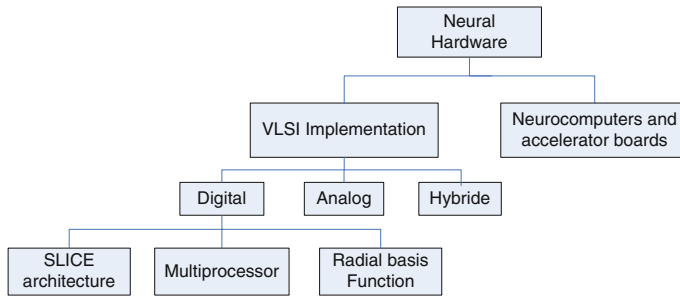 Neural
Hardware
VLSI Implementation
Neurocomputers and
accelerator boards
Digital
Analog
Hybride
SLICE
architecture
Multiprocessor
Radial basis
Function